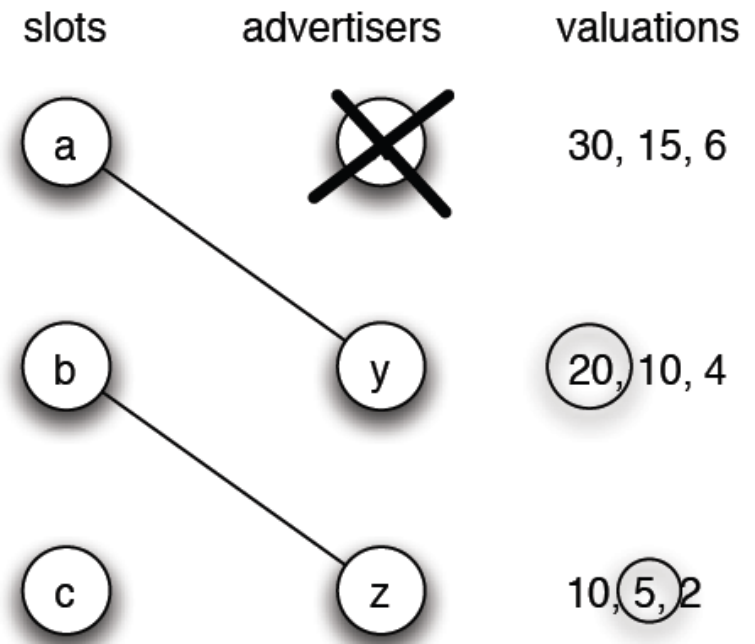 slots advertisers valuations
a 30, 15, 6
b y 20, 10, 4
c z 10, 5, 2